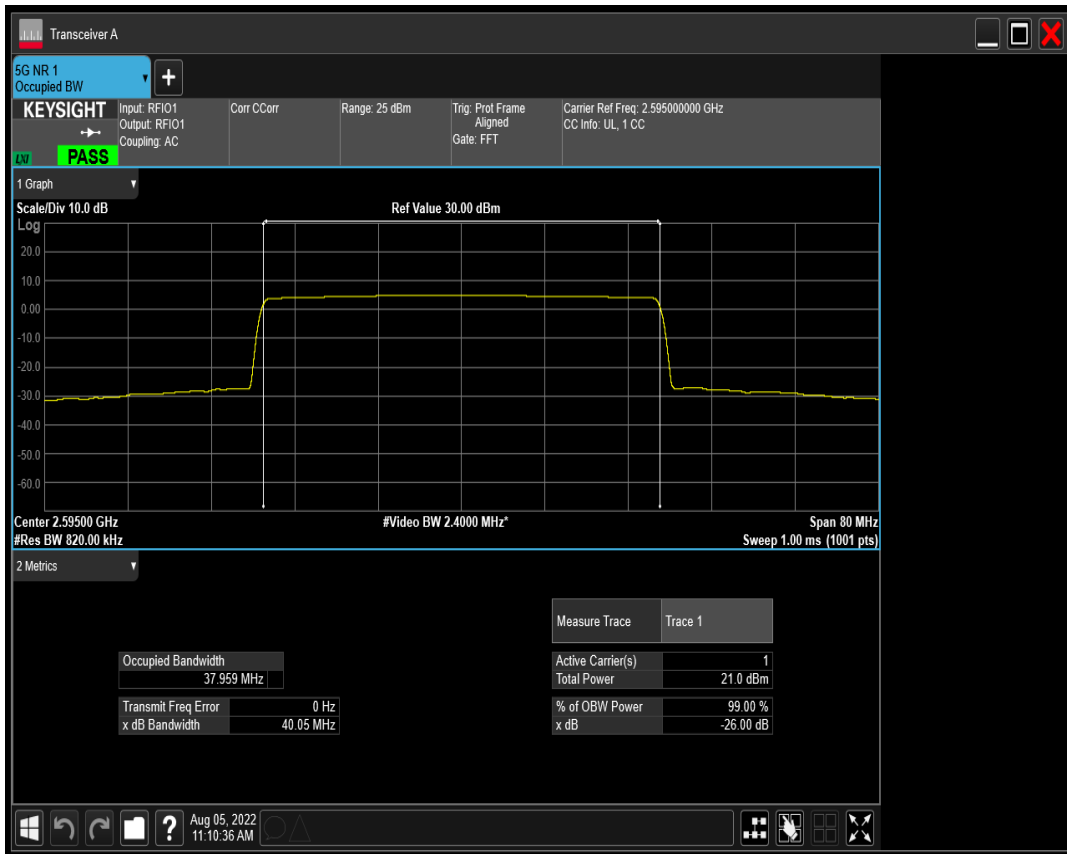 Transceiver A
5G NR 1
Occupied BW
+
KEYSIGHT
LXI
PASS
Input: RFIO1
Output: RFIO1
Coupling: AC
Corr CCorr
Range: 25 dBm
Trig: Prot Frame
Aligned
Gate: FFT
Carrier Ref Freq: 2.595000000 GHz
CC Info: UL, 1 CC
1 Graph
Scale/Div 10.0 dB
Ref Value 30.00 dBm
Log
20.0
10.0
0.00
-10.0
-20.0
-30.0
-40.0
-50.0
-60.0
Center 2.59500 GHz
#Video BW 2.4000 MHz*
Span 80 MHz
#Res BW 820.00 kHz
Sweep 1.00 ms (1001 pts)
2 Metrics
Measure Trace Trace 1
Occupied Bandwidth
37.959 MHz
Active Carrier(s) 1
Total Power 21.0 dBm
Transmit Freq Error 0 Hz
x dB Bandwidth 40.05 MHz
% of OBW Power 99.00 %
x dB -26.00 dB
?
Aug 05, 2022
11:10:36 AM